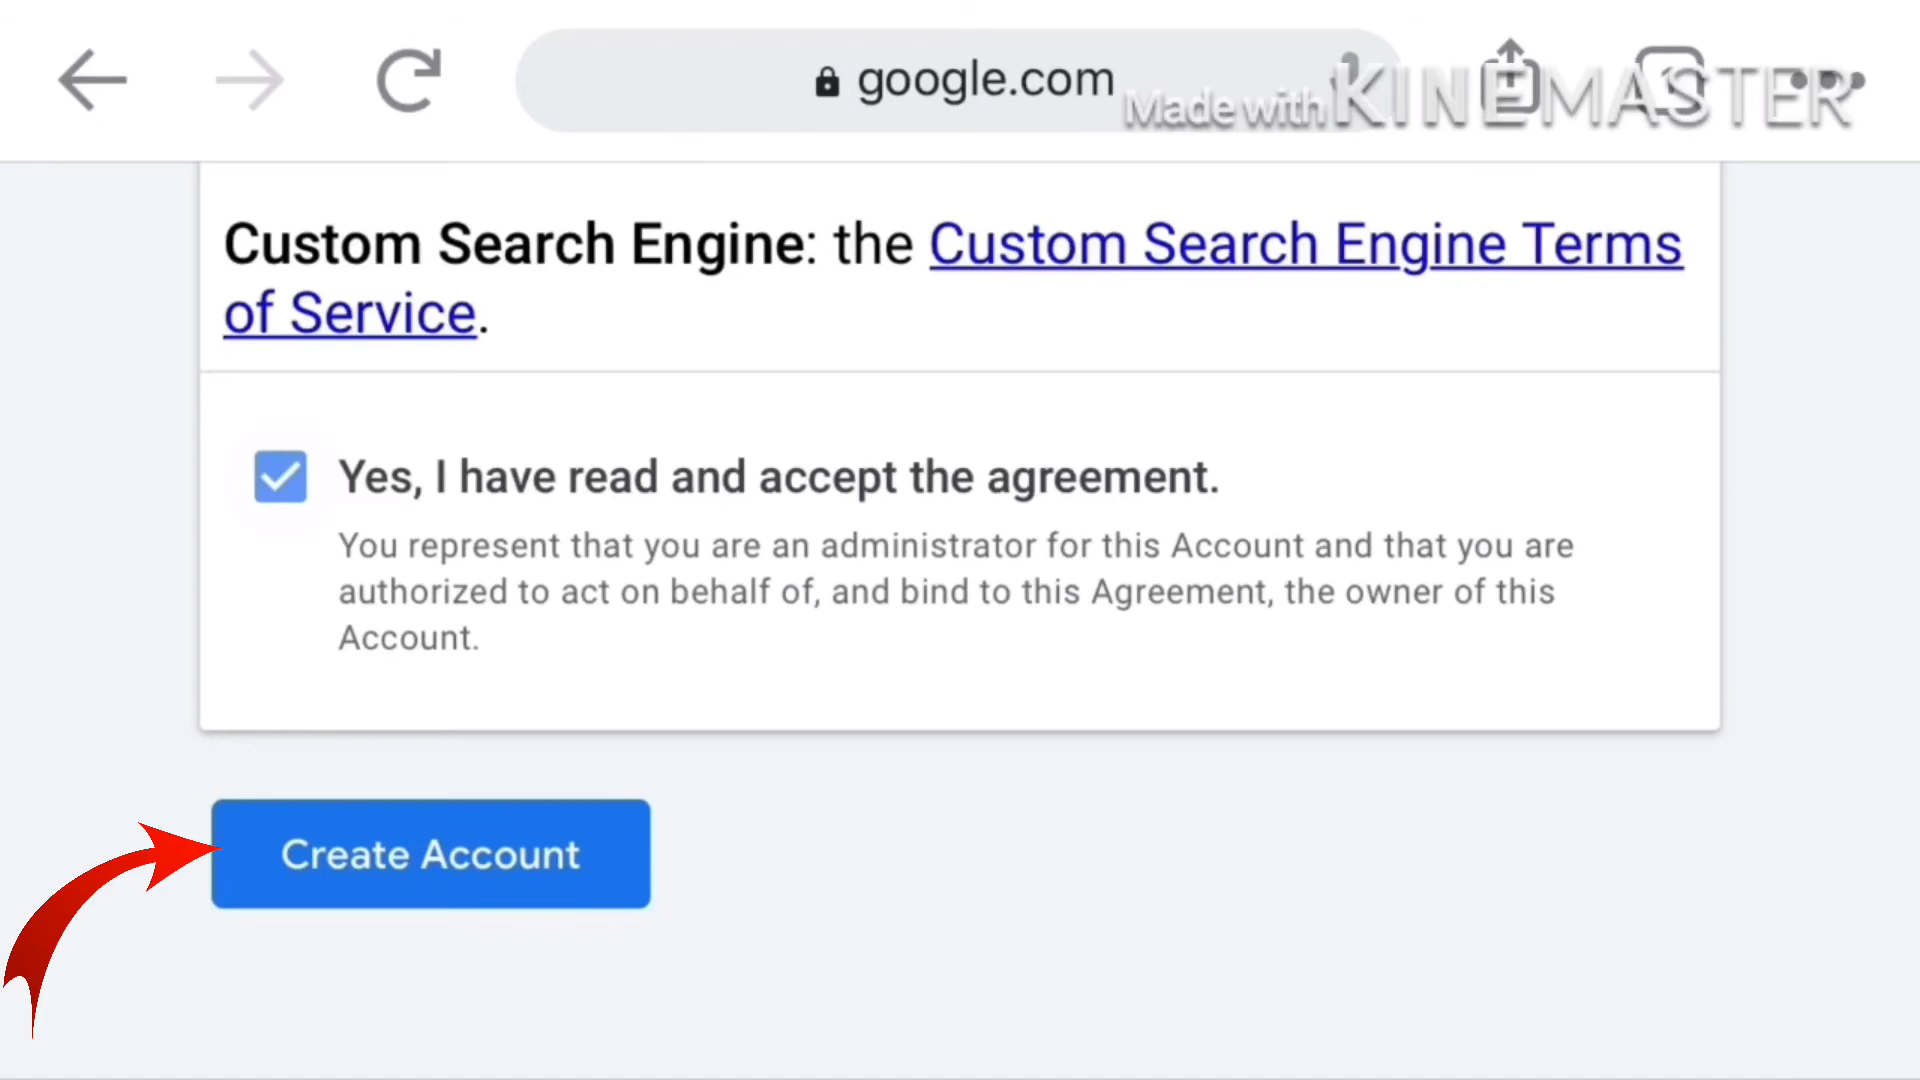 google.com
Made with KINEMASTER
Custom Search Engine: the Custom Search Engine Terms
of Service.
Yes, I have read and accept the agreement.
You represent that you are an administrator for this Account and that you are
authorized to act on behalf of, and bind to this Agreement, the owner of this
Account.
Create Account